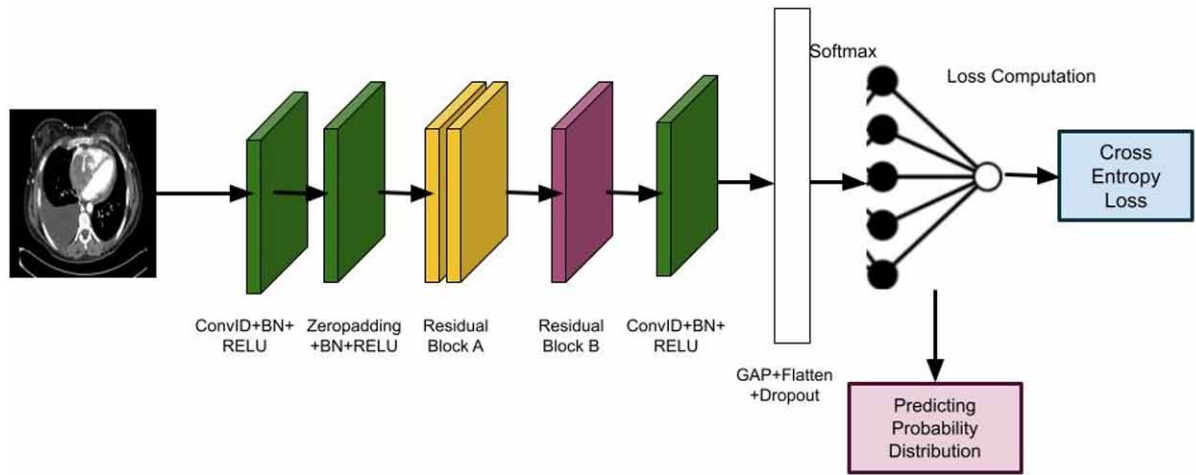 Softmax
Loss Computation
Cross
Entropy
Loss
ConvID+BN+
RELU
Zeropadding
+BN+RELU
Residual
Block A
Residual
Block B
ConvID+BN+
RELU
GAP+Flatten
+Dropout
Predicting
Probability
Distribution